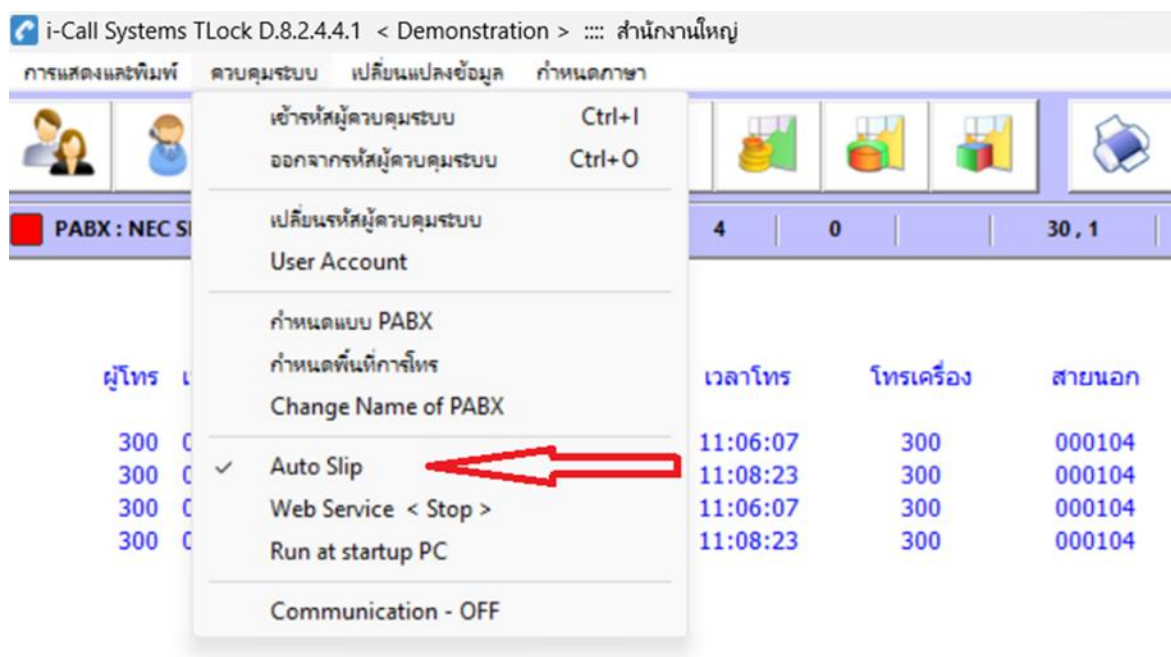 i-Call Systems TLock D.8.2.4.4.1 < Demonstration > :::: สำนักงานใหญ่
การแสดงและพิมพ์ ควบคุมระบบ เปลี่ยนแปลงข้อมูล กำหนดภาษา
เข้ารหัสผู้ควบคุมระบบ Ctrl+I
ออกจากรหัสผู้ควบคุมระบบ Ctrl+O
เปลี่ยนรหัสผู้ควบคุมระบบ
User Account
กำหนดแบบ PABX
กำหนดพื้นที่การโทร
Change Name of PABX
✓ Auto Slip
Web Service < Stop >
Run at startup PC
Communication - OFF
PABX : NEC 4 0 30 , 1
ผู้โทร เวลาโทร โทรเครื่อง สายนอก
300 11:06:07 300 000104
300 11:08:23 300 000104
300 11:06:07 300 000104
300 11:08:23 300 000104